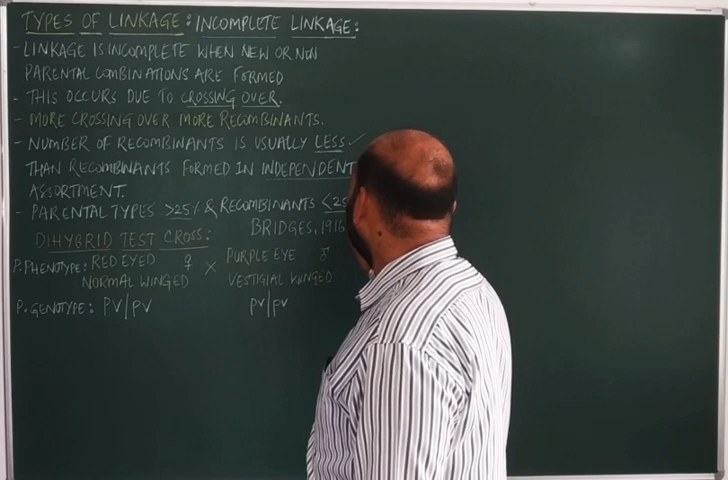 TYPES OF LINKAGE: INCOMPLETE LINKAGE:
- LINKAGE IS INCOMPLETE WHEN NEW OR NON
PARENTAL COMBINATIONS ARE FORMED
- THIS OCCURS DUE TO CROSSING OVER.
- MORE CROSSING OVER MORE RECOMBINANTS.
- NUMBER OF RECOMBINANTS IS USUALLY LESS ✓
THAN RECOMBINANTS FORMED IN INDEPENDENT
ASSORTMENT.
- PARENTAL TYPES >25% & RECOMBINANTS <25
BRIDGES, 1916
DIHYBRID TEST CROSS:
P. PHENOTYPE: RED EYED ♀ × PURPLE EYE ♂
NORMAL WINGED VESTIGIAL WINGED
P. GENOTYPE: PV/PV pv/pv